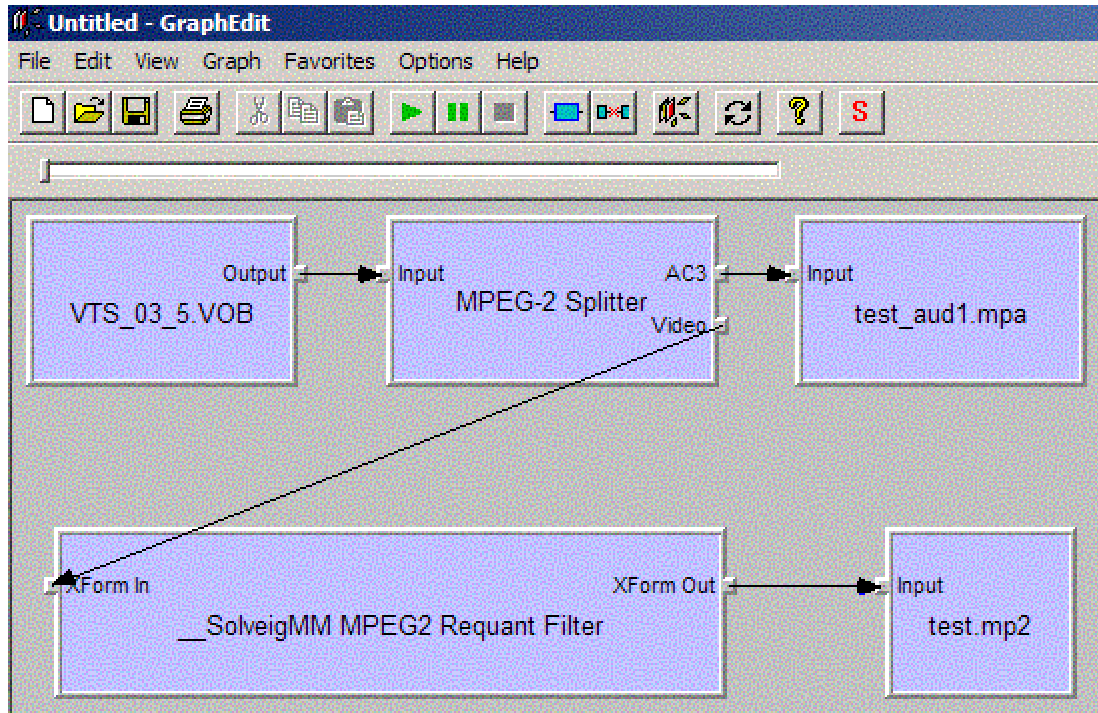 Untitled - GraphEdit
File Edit View Graph Favorites Options Help
S
Output
VTS_03_5.VOB
Input
AC3
MPEG-2 Splitter
Video
Input
test_aud1.mpa
XForm In
XForm Out
__SolveigMM MPEG2 Requant Filter
Input
test.mp2